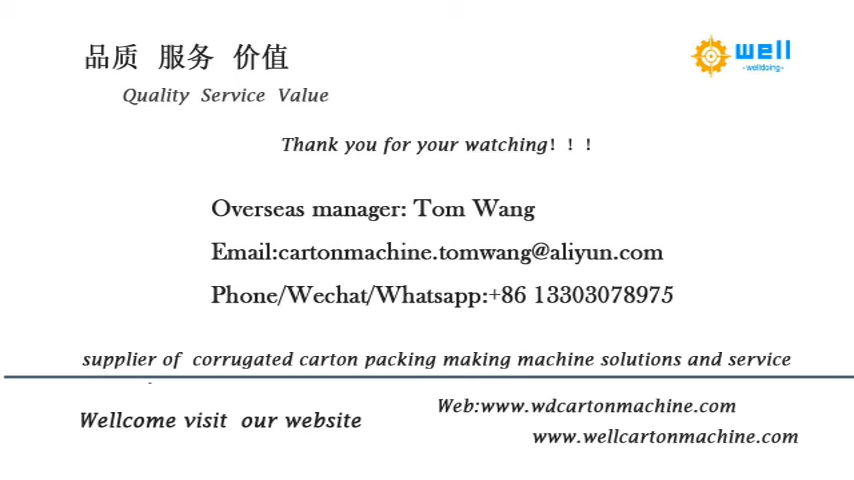 品质 服务 价值
well
-welldoing-
Quality Service Value
Thank you for your watching！！！
Overseas manager: Tom Wang
Email:cartonmachine.tomwang@aliyun.com
Phone/Wechat/Whatsapp:+86 13303078975
supplier of corrugated carton packing making machine solutions and service
Wellcome visit our website
Web:www.wdcartonmachine.com
www.wellcartonmachine.com